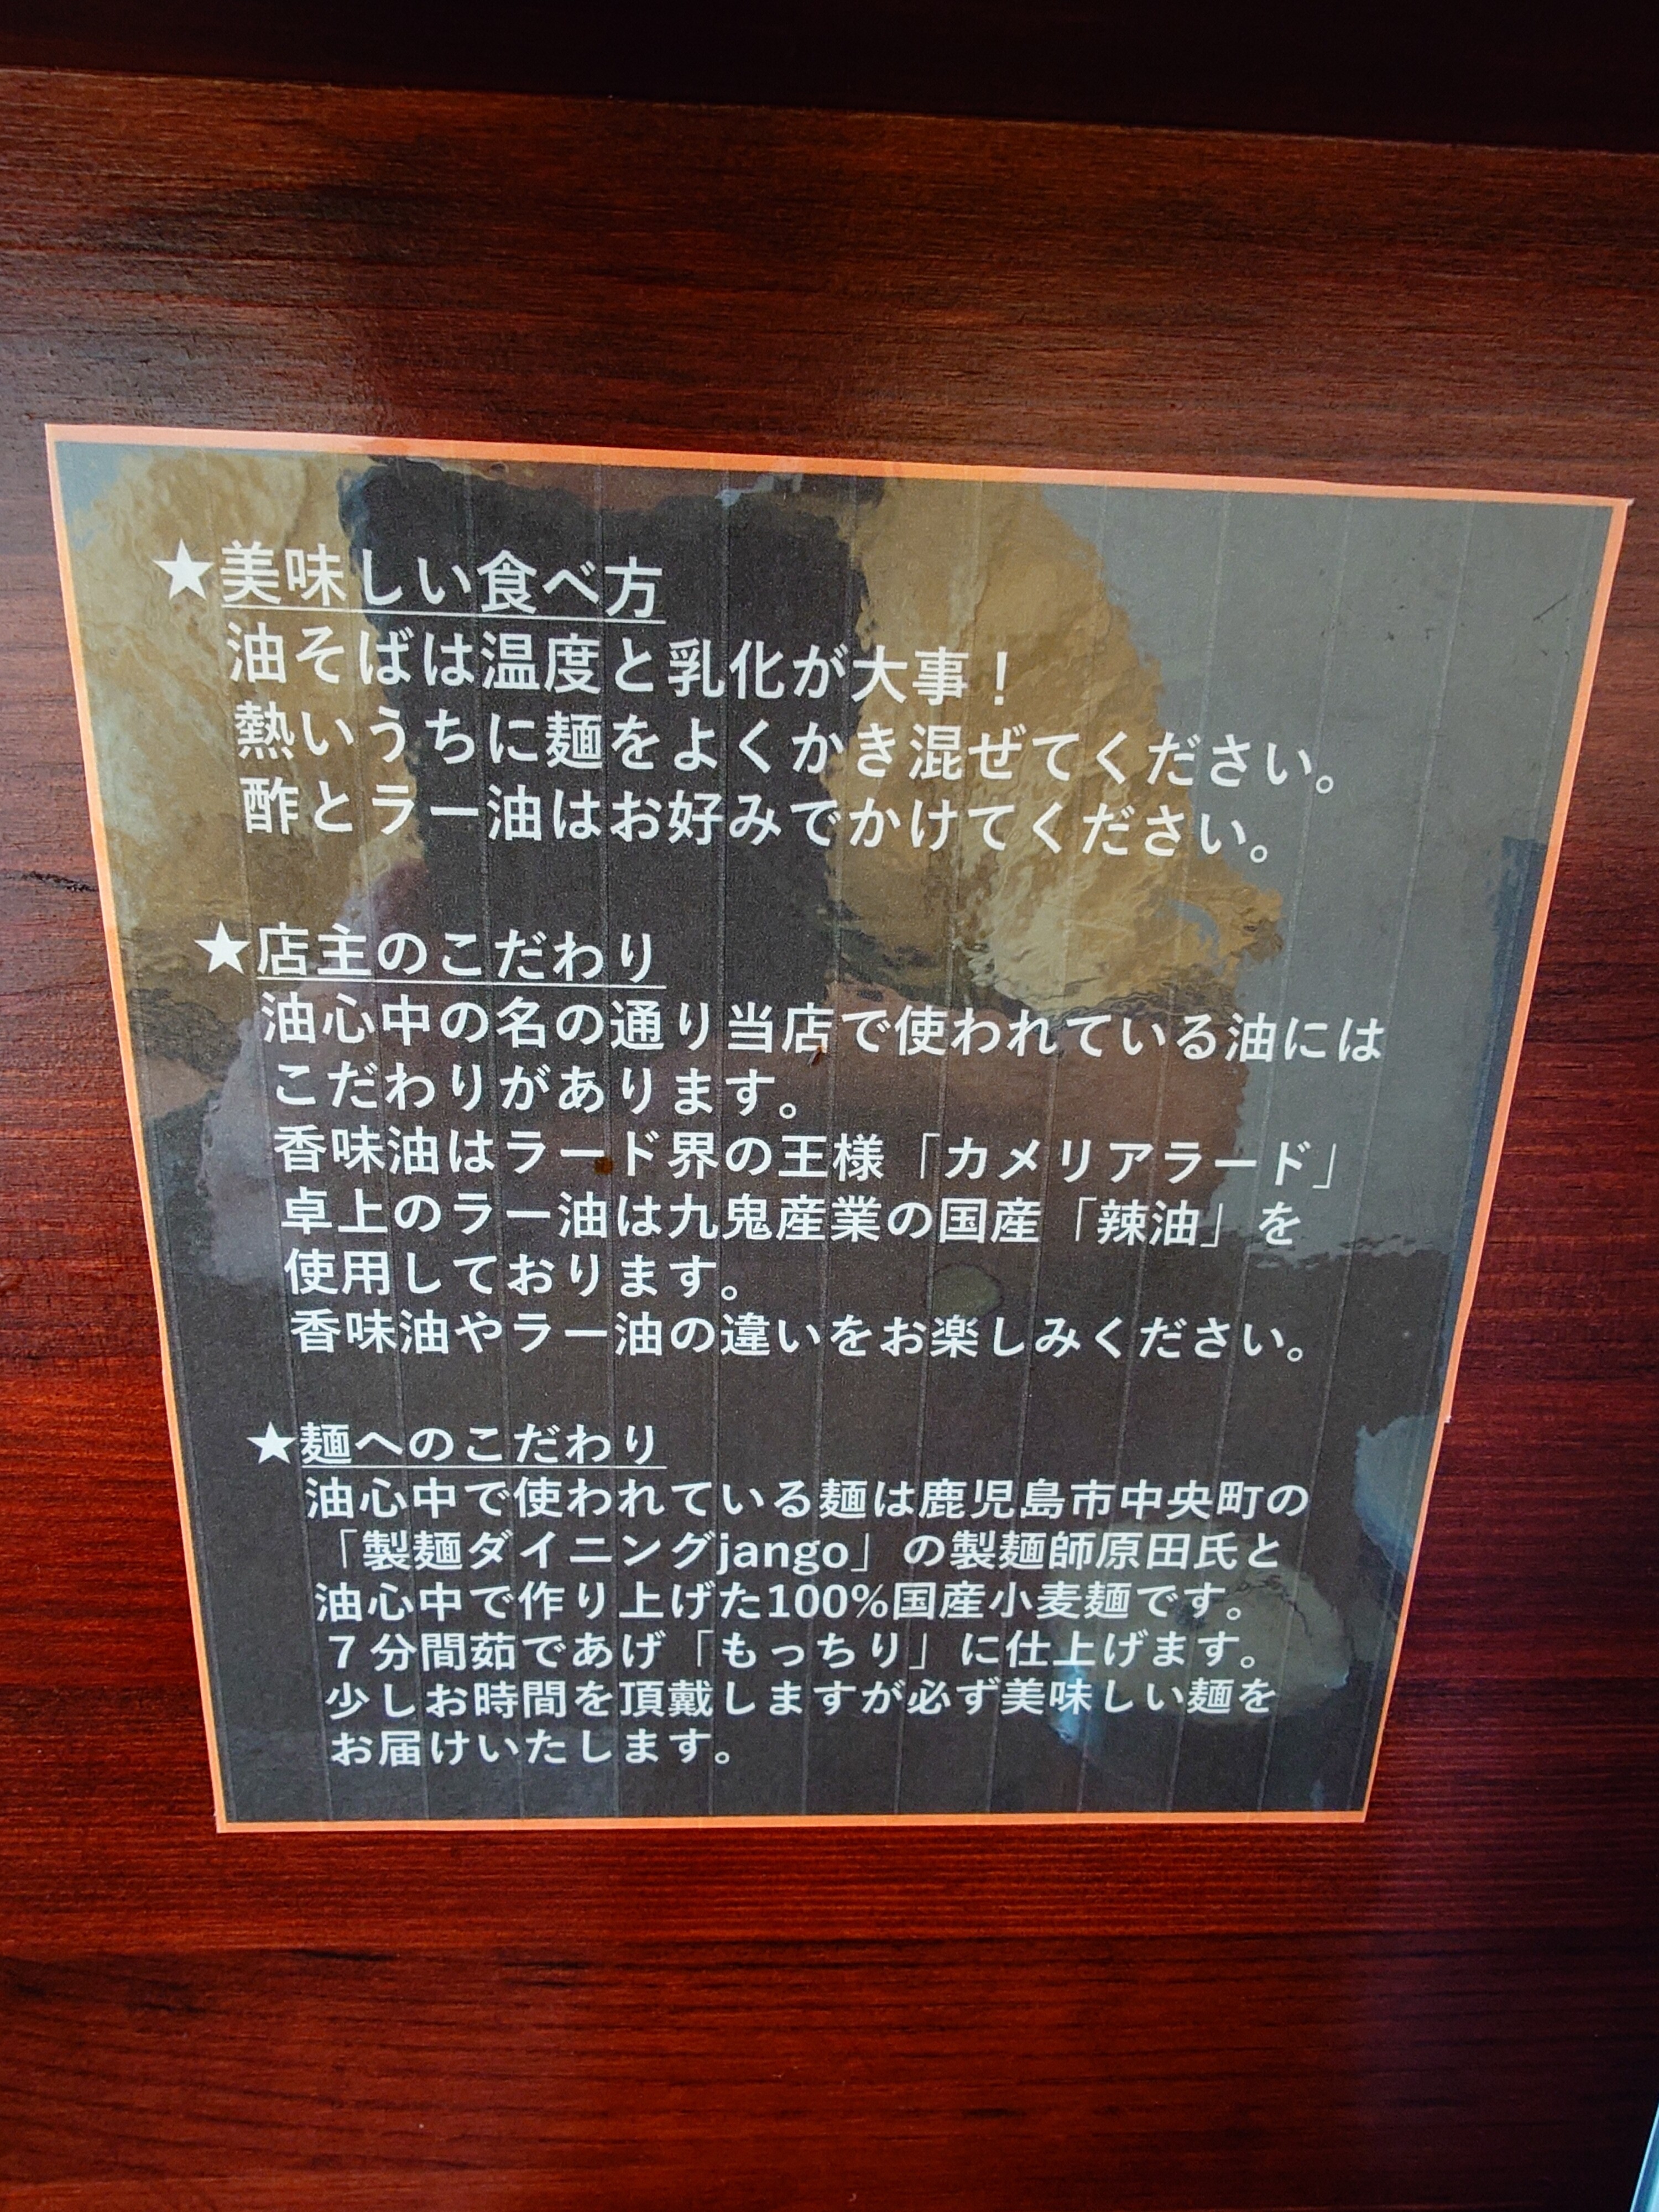 ★美味しい食べ方
油そばは温度と乳化が大事！
熱いうちに麺をよくかき混ぜてください。
酢とラー油はお好みでかけてください。
★店主のこだわり
油心中の名の通り当店で使われている油には
こだわりがあります。
香味油はラード界の王様「カメリアラード」
卓上のラー油は九鬼産業の国産「辣油」を
使用しております。
香味油やラー油の違いをお楽しみください。
★麺へのこだわり
油心中で使われている麺は鹿児島市中央町の
「製麺ダイニングjango」の製麺師原田氏と
油心中で作り上げた100%国産小麦麺です。
７分間茹であげ「もっちり」に仕上げます。
少しお時間を頂戴しますが必ず美味しい麺を
お届けいたします。